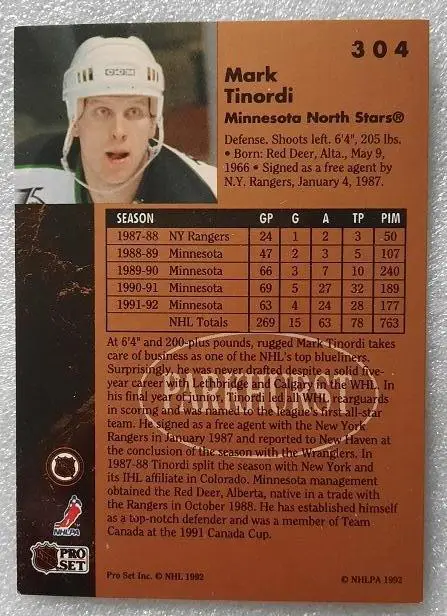 304
Mark
Tinordi
Minnesota North Stars®
Defense. Shoots left. 6'4", 205 lbs.
• Born: Red Deer, Alta., May 9,
1966 • Signed as a free agent by
N.Y. Rangers, January 4, 1987.
CCM
75
SEASON GP G A TP PIM
1987-88 NY Rangers 24 1 2 3 50
1988-89 Minnesota 47 2 3 5 107
1989-90 Minnesota 66 3 7 10 240
1990-91 Minnesota 69 5 27 32 189
1991-92 Minnesota 63 4 24 28 177
NHL Totals 269 15 63 78 763
At 6'4" and 200-plus pounds, rugged Mark Tinordi takes
care of business as one of the NHL's top blueliners.
Surprisingly, he was never drafted despite a solid five-
year career with Lethbridge and Calgary in the WHL. In
his final year of junior, Tinordi led all WHL rearguards
in scoring and was named to the league's first all-star
team. He signed as a free agent with the New York
Rangers in January 1987 and reported to New Haven at
the conclusion of the season with the Wranglers. In
1987-88 Tinordi split the season with New York and
its IHL affiliate in Colorado. Minnesota management
obtained the Red Deer, Alberta, native in a trade with
the Rangers in October 1988. He has established himself
as a top-notch defender and was a member of Team
Canada at the 1991 Canada Cup.
PARKHURST
NHLPA
NHL
PRO
SET
Pro Set Inc. © NHL 1992
© NHLPA 1992